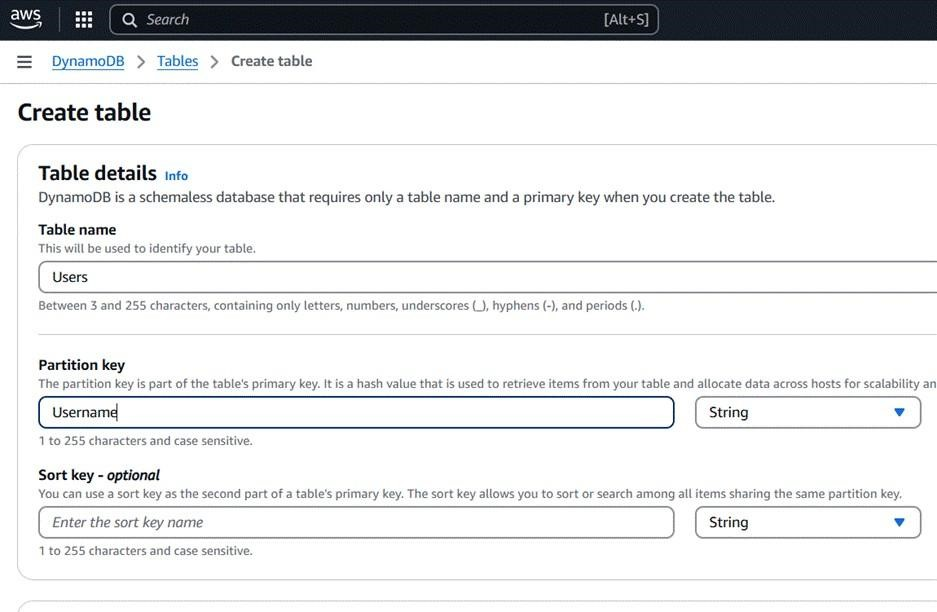 aws
Search [Alt+S]
DynamoDB > Tables > Create table
Create table
Table details Info
DynamoDB is a schemaless database that requires only a table name and a primary key when you create the table.
Table name
This will be used to identify your table.
Users
Between 3 and 255 characters, containing only letters, numbers, underscores (_), hyphens (-), and periods (.).
Partition key
The partition key is part of the table's primary key. It is a hash value that is used to retrieve items from your table and allocate data across hosts for scalability an
Username String
1 to 255 characters and case sensitive.
Sort key - optional
You can use a sort key as the second part of a table's primary key. The sort key allows you to sort or search among all items sharing the same partition key.
Enter the sort key name String
1 to 255 characters and case sensitive.